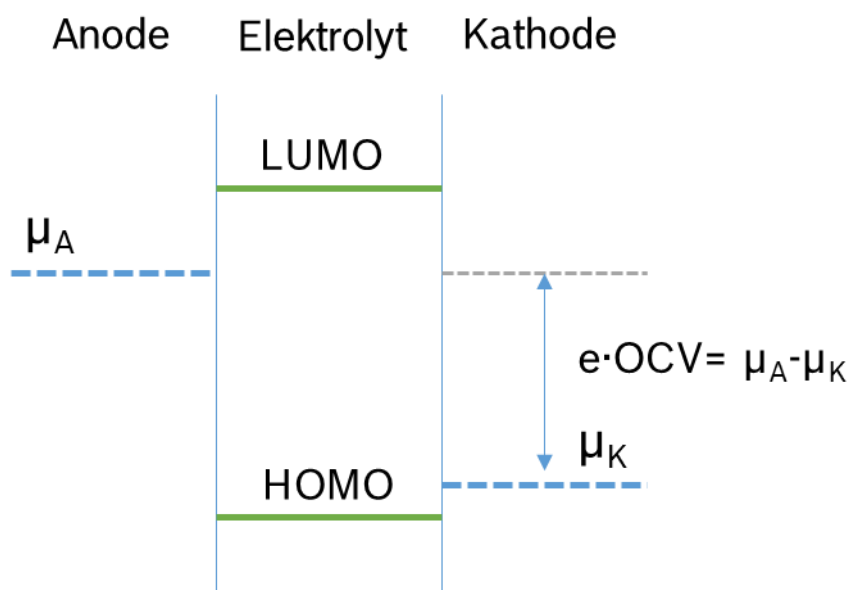 Anode Elektrolyt Kathode
LUMO
μA
e·OCV= μA-μK
μK
HOMO